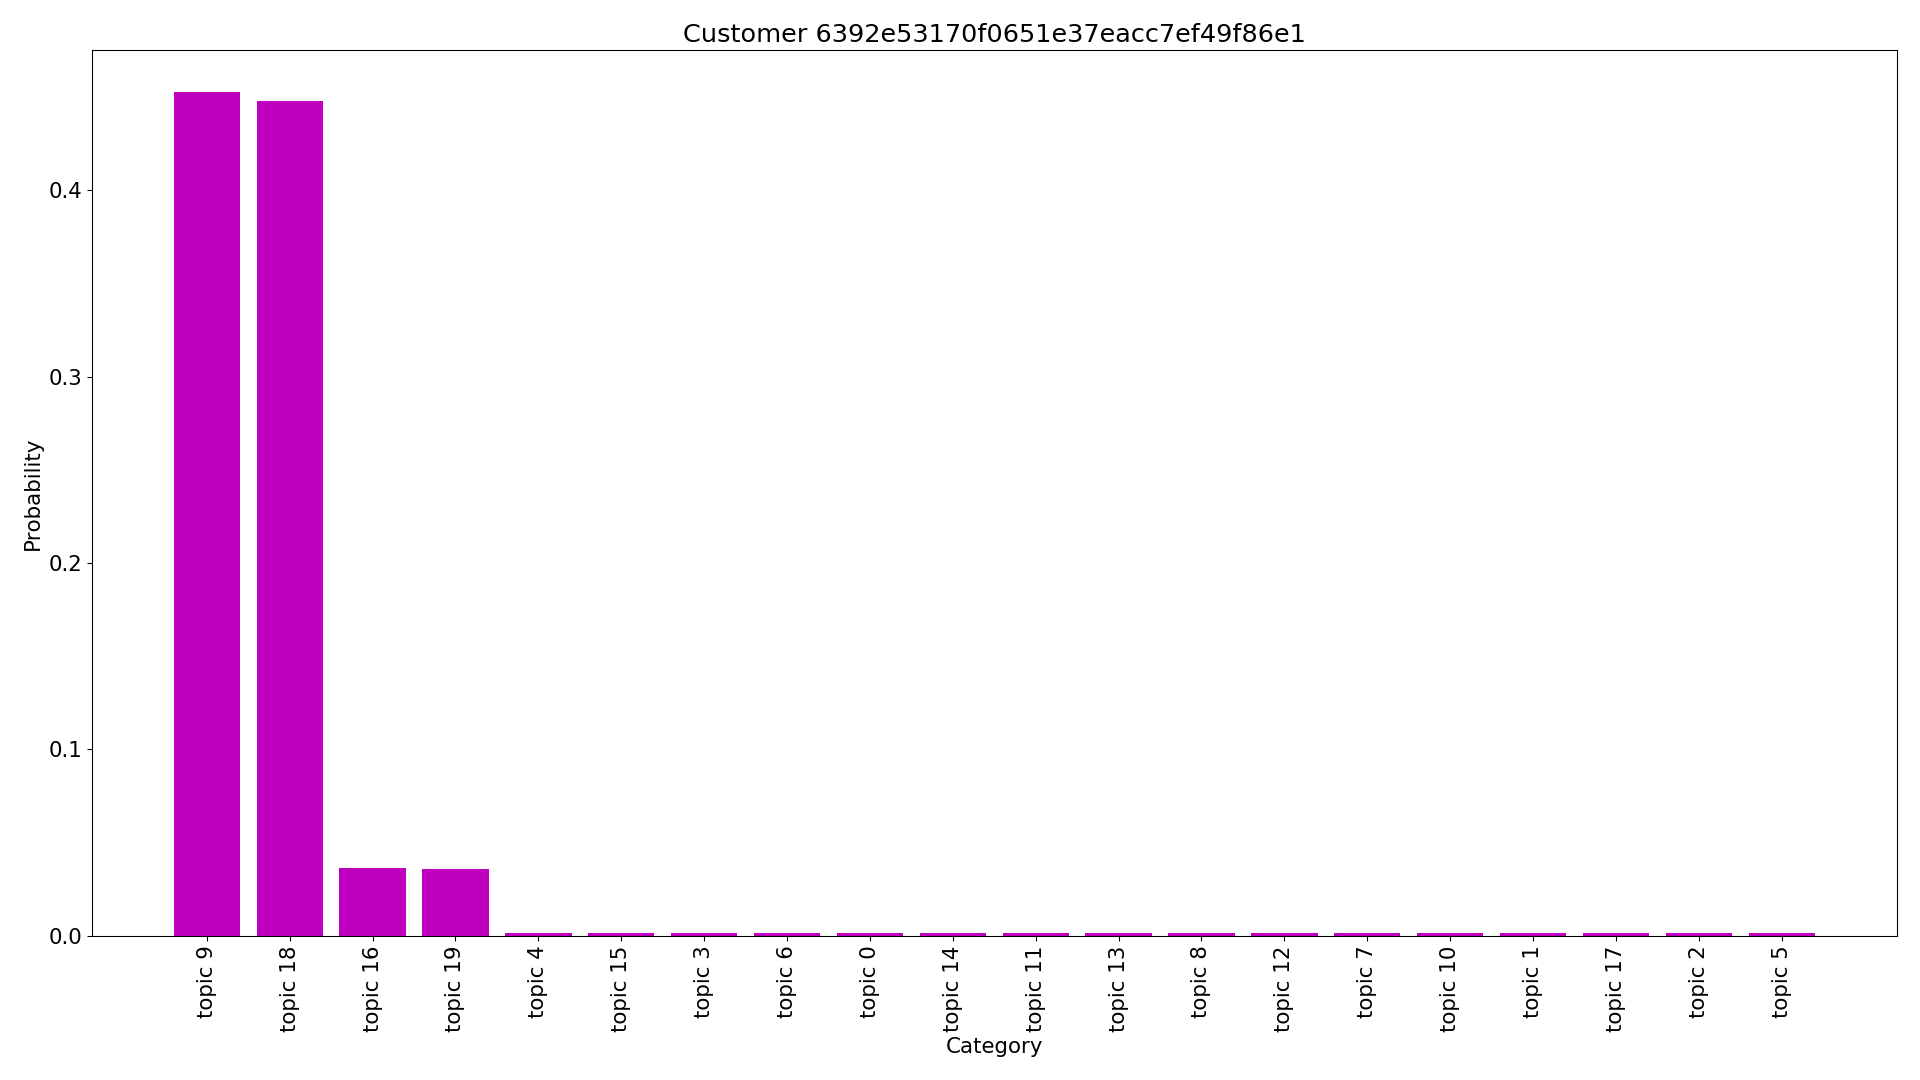 Customer 6392e53170f0651e37eacc7ef49f86e1
Probability
0.4
0.3
0.2
0.1
0.0
topic 9
topic 18
topic 16
topic 19
topic 4
topic 15
topic 3
topic 6
topic 0
topic 14
topic 11
topic 13
topic 8
topic 12
topic 7
topic 10
topic 1
topic 17
topic 2
topic 5
Category